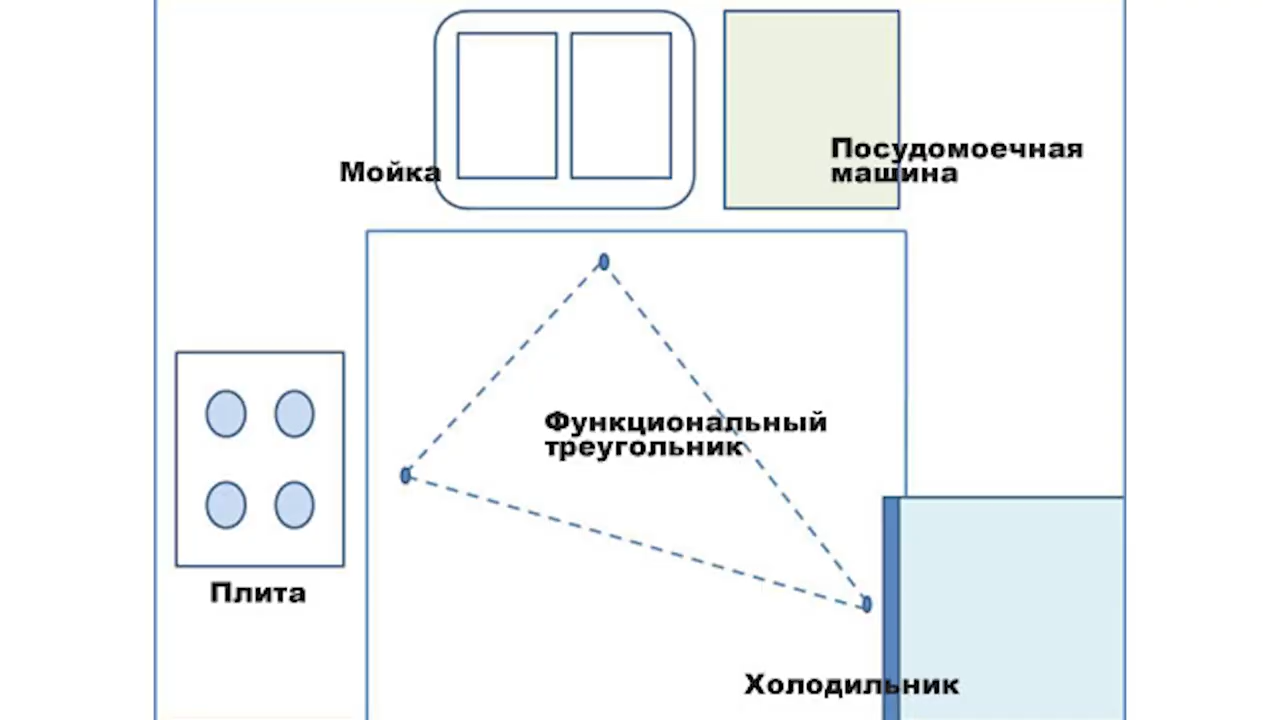 Посудомоечная
машина
Мойка
Функциональный
треугольник
Плита
Холодильник